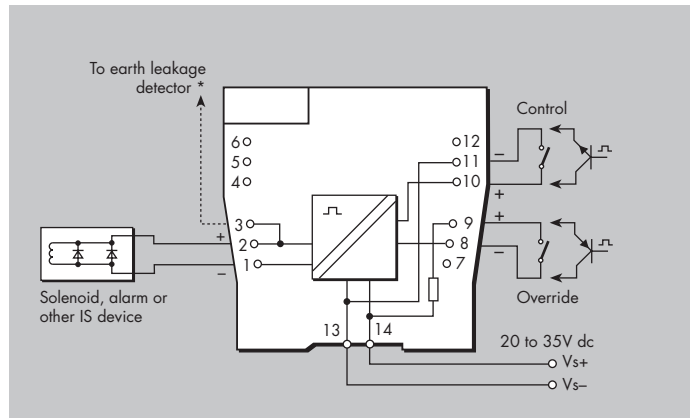 To earth leakage
detector *
Control
6
5
4
3
2
1
12
11
10
9
8
7
–
+
+
–
+
–
Solenoid, alarm or
other IS device
Override
13
14
20 to 35V dc
Vs+
Vs–